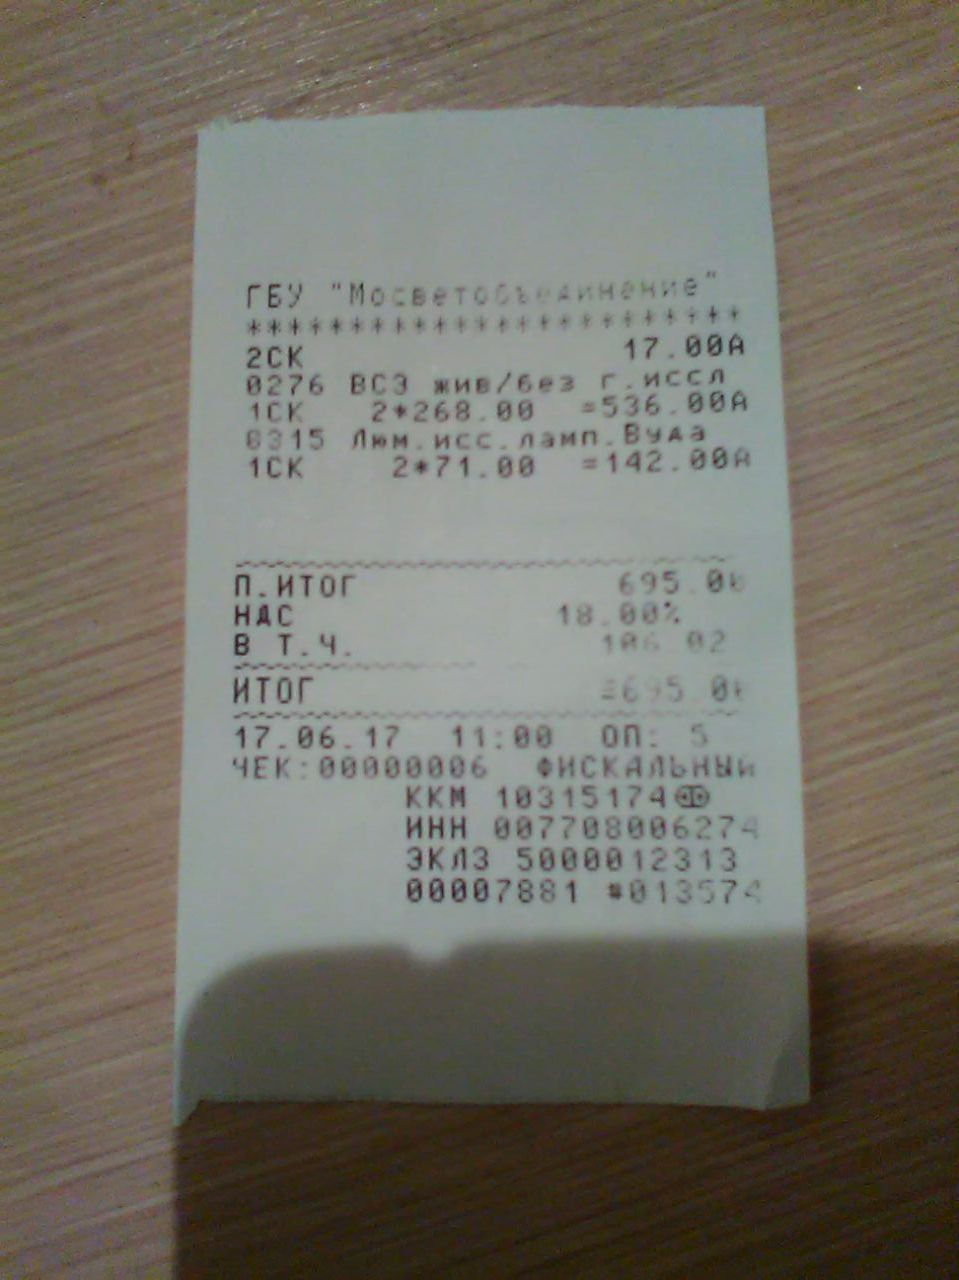 ГБУ "Мосветобъединение"
************************
2СК 17.00А
0276 ВСЭ жив/без г.иссл
1СК 2*268.00 =536.00А
0315 Люм.исс.ламп.Вуда
1СК 2*71.00 =142.00А
П.ИТОГ 695.00
НДС 18.00%
В Т.Ч. 106.02
ИТОГ =695.00
17.06.17 11:00 ОП: 5
ЧЕК:00000006 ФИСКАЛЬНЫЙ
ККМ 10315174
ИНН 007708006274
ЭКЛЗ 5000012313
00007881 #013574